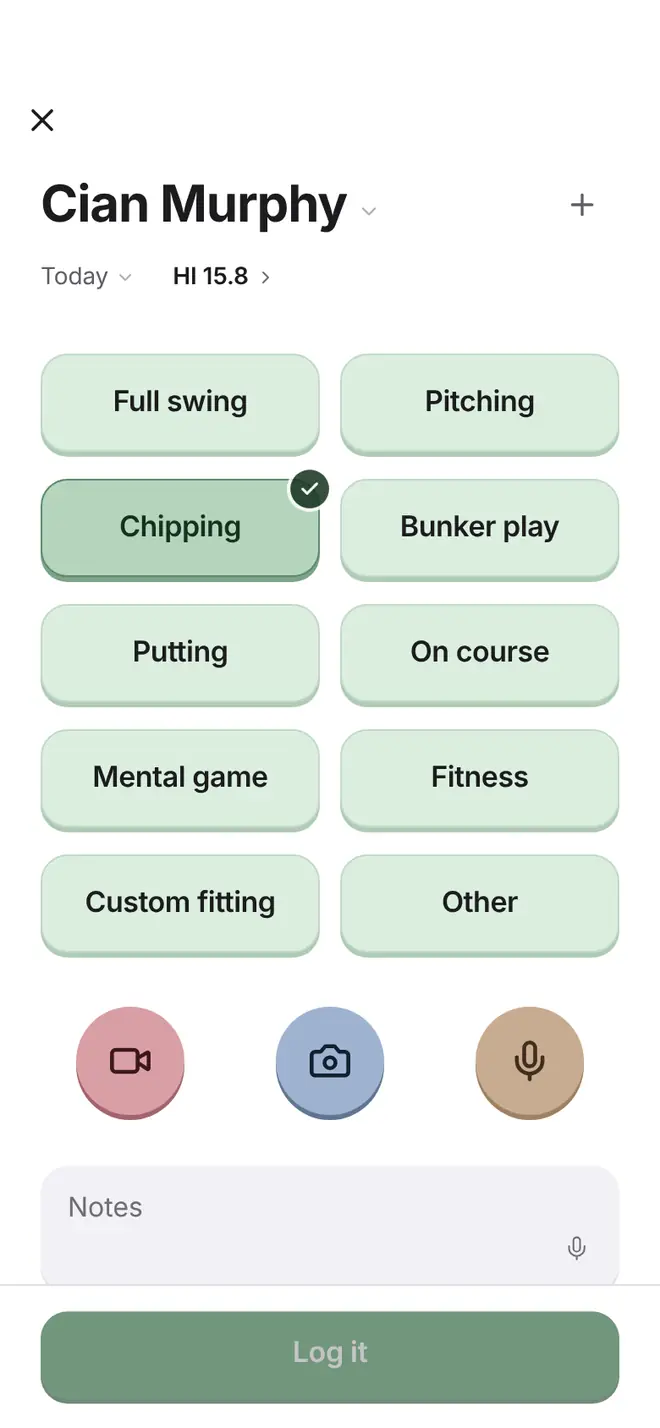 Cian Murphy
Today HI 15.8
Full swing Pitching
Chipping Bunker play
Putting On course
Mental game Fitness
Custom fitting Other
Notes
Log it